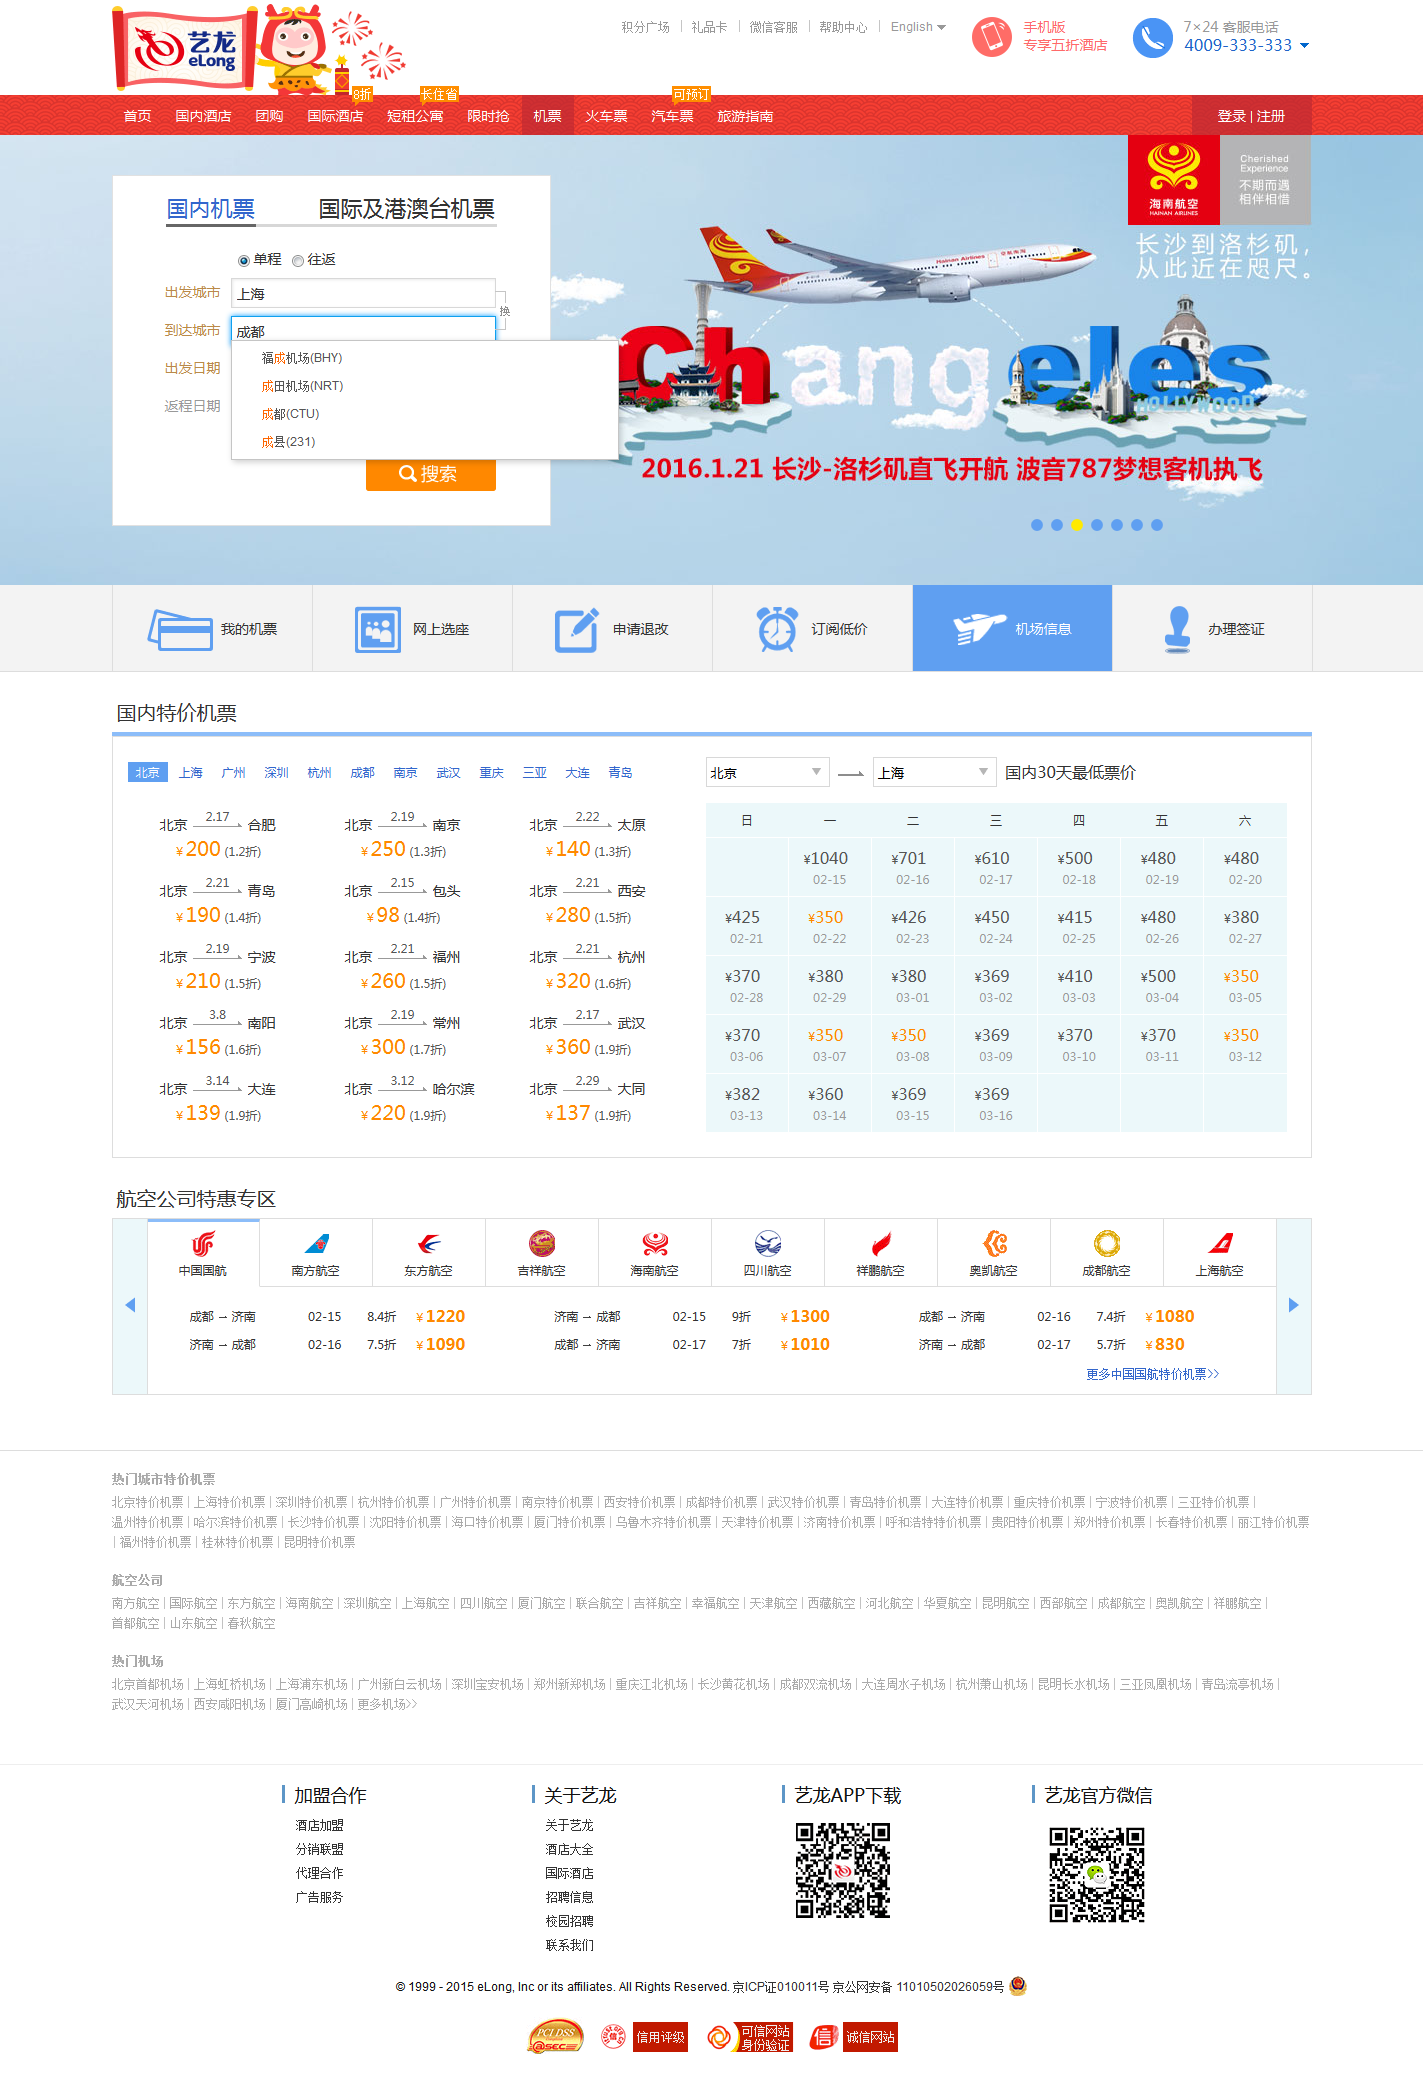 艺龙
eLong
积分广场 | 礼品卡 | 微信客服 | 帮助中心 | English
手机版
专享五折酒店
7×24 客服电话
4009-333-333
8折 长住省 可预订
首页 国内酒店 团购 国际酒店 短租公寓 限时抢 机票 火车票 汽车票 旅游指南 登录 | 注册
海南航空
HAINAN AIRLINES
Cherished
Experience
不期而遇
相伴相惜
长沙到洛杉矶,
从此近在咫尺。
Hainan Airlines
Changeles
HOLLYWOOD
2016.1.21 长沙-洛杉矶直飞开航 波音787梦想客机执飞
国内机票 国际及港澳台机票
单程 往返
出发城市 上海
换
到达城市 成都
出发日期
返程日期
福成机场(BHY)
成田机场(NRT)
成都(CTU)
成县(231)
搜索
我的机票 网上选座 申请退改 订阅低价 机场信息 办理签证
国内特价机票
北京 上海 广州 深圳 杭州 成都 南京 武汉 重庆 三亚 大连 青岛
北京 2.17 合肥 北京 2.19 南京 北京 2.22 太原
¥200 (1.2折) ¥250 (1.3折) ¥140 (1.3折)
北京 2.21 青岛 北京 2.15 包头 北京 2.21 西安
¥190 (1.4折) ¥98 (1.4折) ¥280 (1.5折)
北京 2.19 宁波 北京 2.21 福州 北京 2.21 杭州
¥210 (1.5折) ¥260 (1.5折) ¥320 (1.6折)
北京 3.8 南阳 北京 2.19 常州 北京 2.17 武汉
¥156 (1.6折) ¥300 (1.7折) ¥360 (1.9折)
北京 3.14 大连 北京 3.12 哈尔滨 北京 2.29 大同
¥139 (1.9折) ¥220 (1.9折) ¥137 (1.9折)
北京 上海 国内30天最低票价
日 一 二 三 四 五 六
¥1040 ¥701 ¥610 ¥500 ¥480 ¥480
02-15 02-16 02-17 02-18 02-19 02-20
¥425 ¥350 ¥426 ¥450 ¥415 ¥480 ¥380
02-21 02-22 02-23 02-24 02-25 02-26 02-27
¥370 ¥380 ¥380 ¥369 ¥410 ¥500 ¥350
02-28 02-29 03-01 03-02 03-03 03-04 03-05
¥370 ¥350 ¥350 ¥369 ¥370 ¥370 ¥350
03-06 03-07 03-08 03-09 03-10 03-11 03-12
¥382 ¥360 ¥369 ¥369
03-13 03-14 03-15 03-16
航空公司特惠专区
中国国航 南方航空 东方航空 吉祥航空 海南航空 四川航空 祥鹏航空 奥凯航空 成都航空 上海航空
成都 → 济南 02-15 8.4折 ¥1220 济南 → 成都 02-15 9折 ¥1300 成都 → 济南 02-16 7.4折 ¥1080
济南 → 成都 02-16 7.5折 ¥1090 成都 → 济南 02-17 7折 ¥1010 济南 → 成都 02-17 5.7折 ¥830
更多中国国航特价机票>>
热门城市特价机票
北京特价机票 | 上海特价机票 | 深圳特价机票 | 杭州特价机票 | 广州特价机票 | 南京特价机票 | 西安特价机票 | 成都特价机票 | 武汉特价机票 | 青岛特价机票 | 大连特价机票 | 重庆特价机票 | 宁波特价机票 | 三亚特价机票 |
温州特价机票 | 哈尔滨特价机票 | 长沙特价机票 | 沈阳特价机票 | 海口特价机票 | 厦门特价机票 | 乌鲁木齐特价机票 | 天津特价机票 | 济南特价机票 | 呼和浩特特价机票 | 贵阳特价机票 | 郑州特价机票 | 长春特价机票 | 丽江特价机票
| 福州特价机票 | 桂林特价机票 | 昆明特价机票
航空公司
南方航空 | 国际航空 | 东方航空 | 海南航空 | 深圳航空 | 上海航空 | 四川航空 | 厦门航空 | 联合航空 | 吉祥航空 | 幸福航空 | 天津航空 | 西藏航空 | 河北航空 | 华夏航空 | 昆明航空 | 西部航空 | 成都航空 | 奥凯航空 | 祥鹏航空 |
首都航空 | 山东航空 | 春秋航空
热门机场
北京首都机场 | 上海虹桥机场 | 上海浦东机场 | 广州新白云机场 | 深圳宝安机场 | 郑州新郑机场 | 重庆江北机场 | 长沙黄花机场 | 成都双流机场 | 大连周水子机场 | 杭州萧山机场 | 昆明长水机场 | 三亚凤凰机场 | 青岛流亭机场 |
武汉天河机场 | 西安咸阳机场 | 厦门高崎机场 | 更多机场>>
加盟合作
酒店加盟
分销联盟
代理合作
广告服务
关于艺龙
关于艺龙
酒店大全
国际酒店
招聘信息
校园招聘
联系我们
艺龙APP下载
艺龙官方微信
© 1999 - 2015 eLong, Inc or its affiliates. All Rights Reserved. 京ICP证010011号 京公网安备 11010502026059号
PCI.DSS
@SEC
信用评级
可信网站
身份验证
信
诚信网站